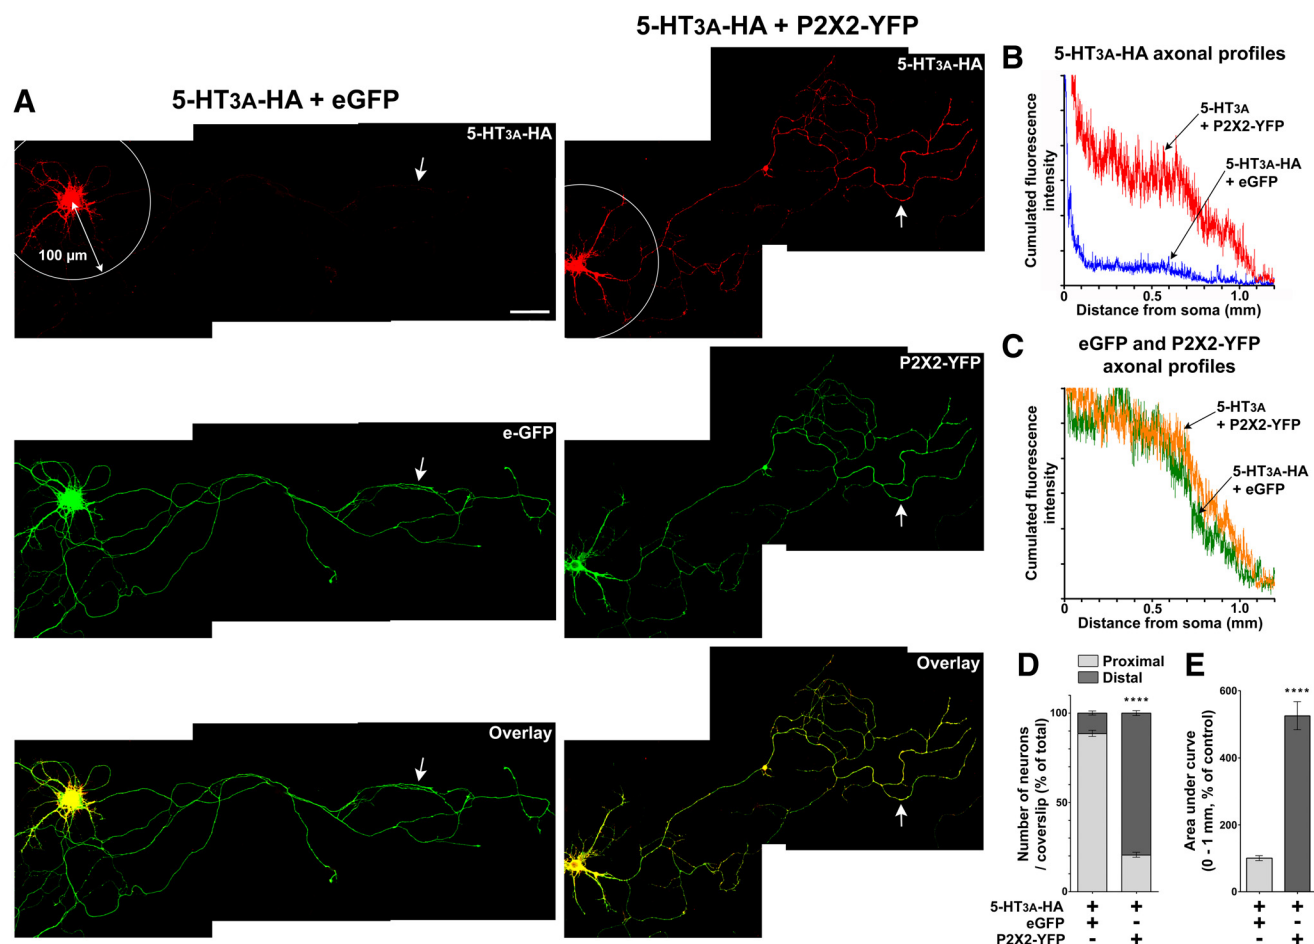 A
5-HT3A-HA + eGFP
5-HT3A-HA
100 µm
e-GFP
Overlay
5-HT3A-HA + P2X2-YFP
5-HT3A-HA
P2X2-YFP
Overlay
B
5-HT3A-HA axonal profiles
Cumulated fluorescence
intensity
5-HT3A
+ P2X2-YFP
5-HT3A-HA
+ eGFP
0 0.5 1.0
Distance from soma (mm)
C
eGFP and P2X2-YFP
axonal profiles
Cumulated fluorescence
intensity
5-HT3A
+ P2X2-YFP
5-HT3A-HA
+ eGFP
0 0.5 1.0
Distance from soma (mm)
D
Proximal
Distal
Number of neurons
/ coverslip (% of total)
100
50
0
****
5-HT3A-HA + +
eGFP + -
P2X2-YFP - +
E
Area under curve
(0 - 1 mm, % of control)
600
400
200
0
****
+ +
+ -
- +